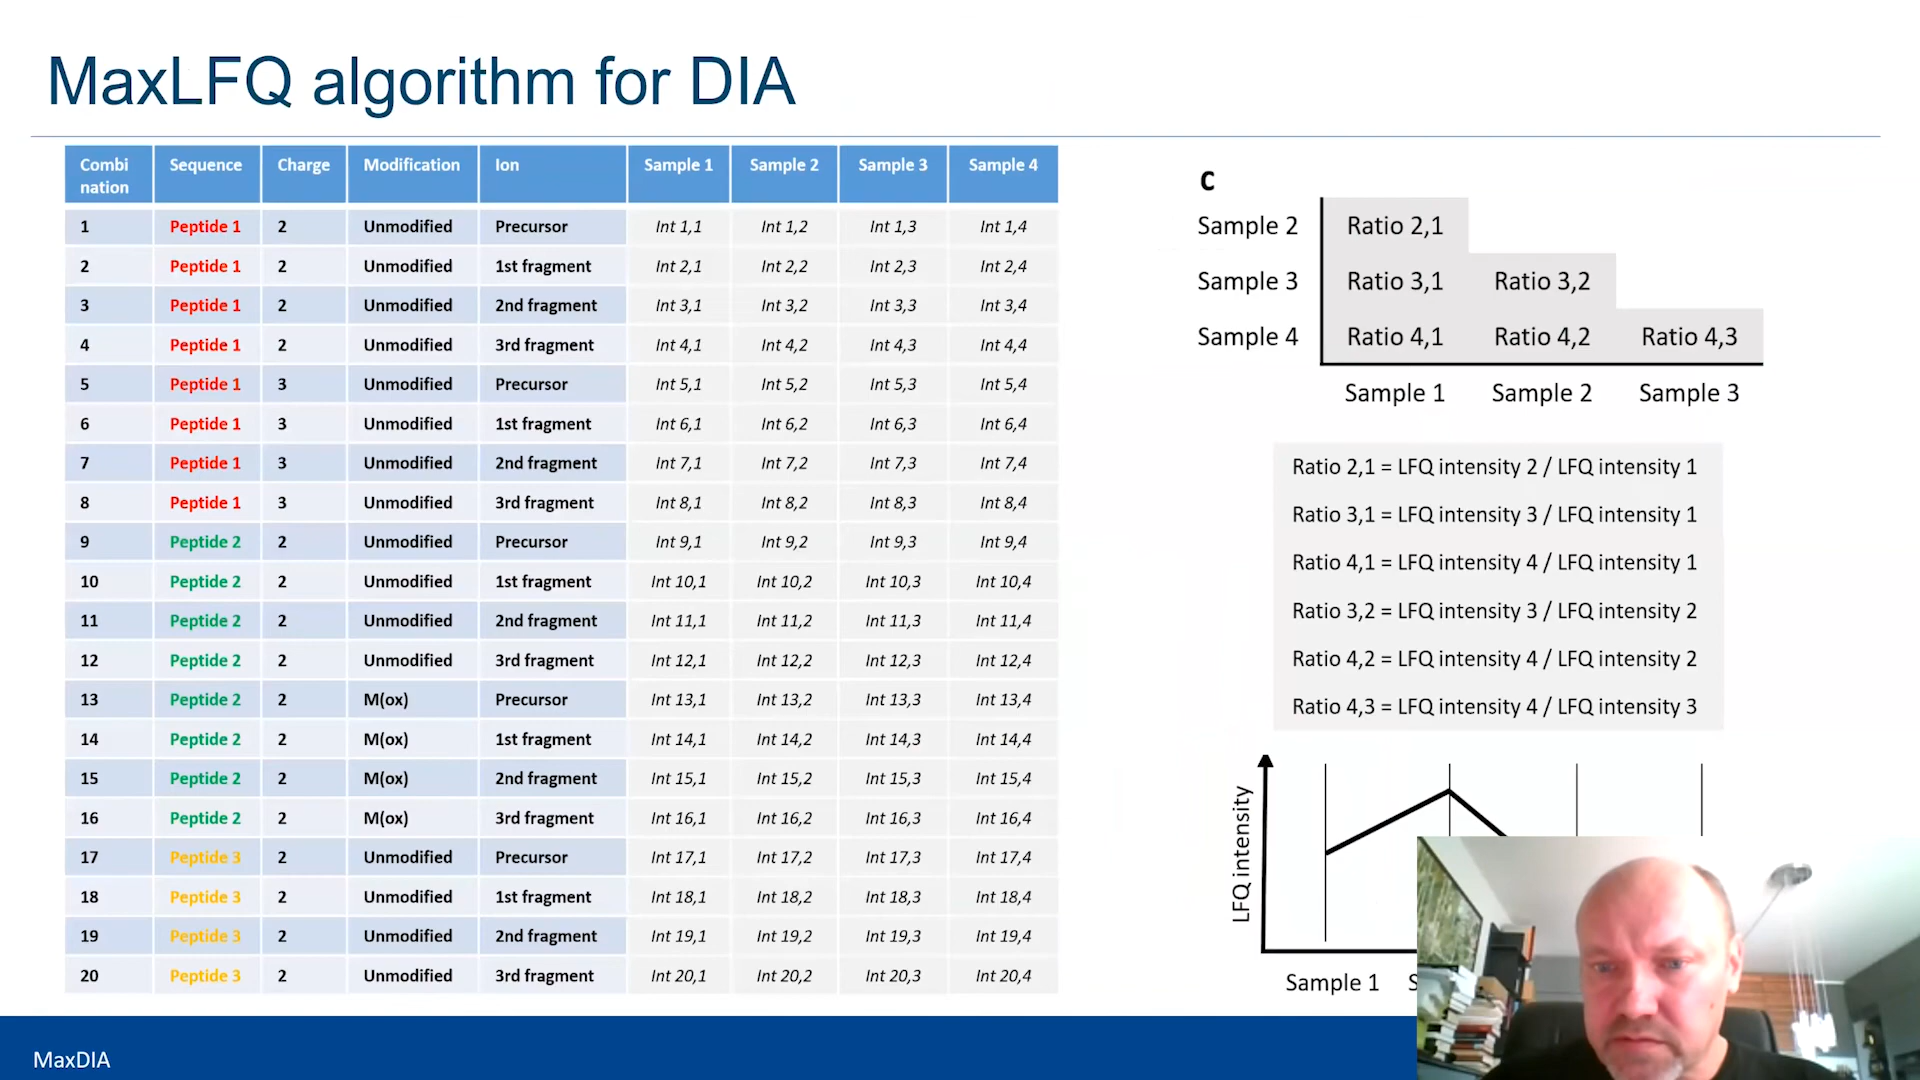 MaxLFQ algorithm for DIA
Combi
nation Sequence Charge Modification Ion Sample 1 Sample 2 Sample 3 Sample 4
1 Peptide 1 2 Unmodified Precursor Int 1,1 Int 1,2 Int 1,3 Int 1,4
2 Peptide 1 2 Unmodified 1st fragment Int 2,1 Int 2,2 Int 2,3 Int 2,4
3 Peptide 1 2 Unmodified 2nd fragment Int 3,1 Int 3,2 Int 3,3 Int 3,4
4 Peptide 1 2 Unmodified 3rd fragment Int 4,1 Int 4,2 Int 4,3 Int 4,4
5 Peptide 1 3 Unmodified Precursor Int 5,1 Int 5,2 Int 5,3 Int 5,4
6 Peptide 1 3 Unmodified 1st fragment Int 6,1 Int 6,2 Int 6,3 Int 6,4
7 Peptide 1 3 Unmodified 2nd fragment Int 7,1 Int 7,2 Int 7,3 Int 7,4
8 Peptide 1 3 Unmodified 3rd fragment Int 8,1 Int 8,2 Int 8,3 Int 8,4
9 Peptide 2 2 Unmodified Precursor Int 9,1 Int 9,2 Int 9,3 Int 9,4
10 Peptide 2 2 Unmodified 1st fragment Int 10,1 Int 10,2 Int 10,3 Int 10,4
11 Peptide 2 2 Unmodified 2nd fragment Int 11,1 Int 11,2 Int 11,3 Int 11,4
12 Peptide 2 2 Unmodified 3rd fragment Int 12,1 Int 12,2 Int 12,3 Int 12,4
13 Peptide 2 2 M(ox) Precursor Int 13,1 Int 13,2 Int 13,3 Int 13,4
14 Peptide 2 2 M(ox) 1st fragment Int 14,1 Int 14,2 Int 14,3 Int 14,4
15 Peptide 2 2 M(ox) 2nd fragment Int 15,1 Int 15,2 Int 15,3 Int 15,4
16 Peptide 2 2 M(ox) 3rd fragment Int 16,1 Int 16,2 Int 16,3 Int 16,4
17 Peptide 3 2 Unmodified Precursor Int 17,1 Int 17,2 Int 17,3 Int 17,4
18 Peptide 3 2 Unmodified 1st fragment Int 18,1 Int 18,2 Int 18,3 Int 18,4
19 Peptide 3 2 Unmodified 2nd fragment Int 19,1 Int 19,2 Int 19,3 Int 19,4
20 Peptide 3 2 Unmodified 3rd fragment Int 20,1 Int 20,2 Int 20,3 Int 20,4
c
Sample 2 Ratio 2,1
Sample 3 Ratio 3,1 Ratio 3,2
Sample 4 Ratio 4,1 Ratio 4,2 Ratio 4,3
Sample 1 Sample 2 Sample 3
Ratio 2,1 = LFQ intensity 2 / LFQ intensity 1
Ratio 3,1 = LFQ intensity 3 / LFQ intensity 1
Ratio 4,1 = LFQ intensity 4 / LFQ intensity 1
Ratio 3,2 = LFQ intensity 3 / LFQ intensity 2
Ratio 4,2 = LFQ intensity 4 / LFQ intensity 2
Ratio 4,3 = LFQ intensity 4 / LFQ intensity 3
LFQ intensity
Sample 1
MaxDIA